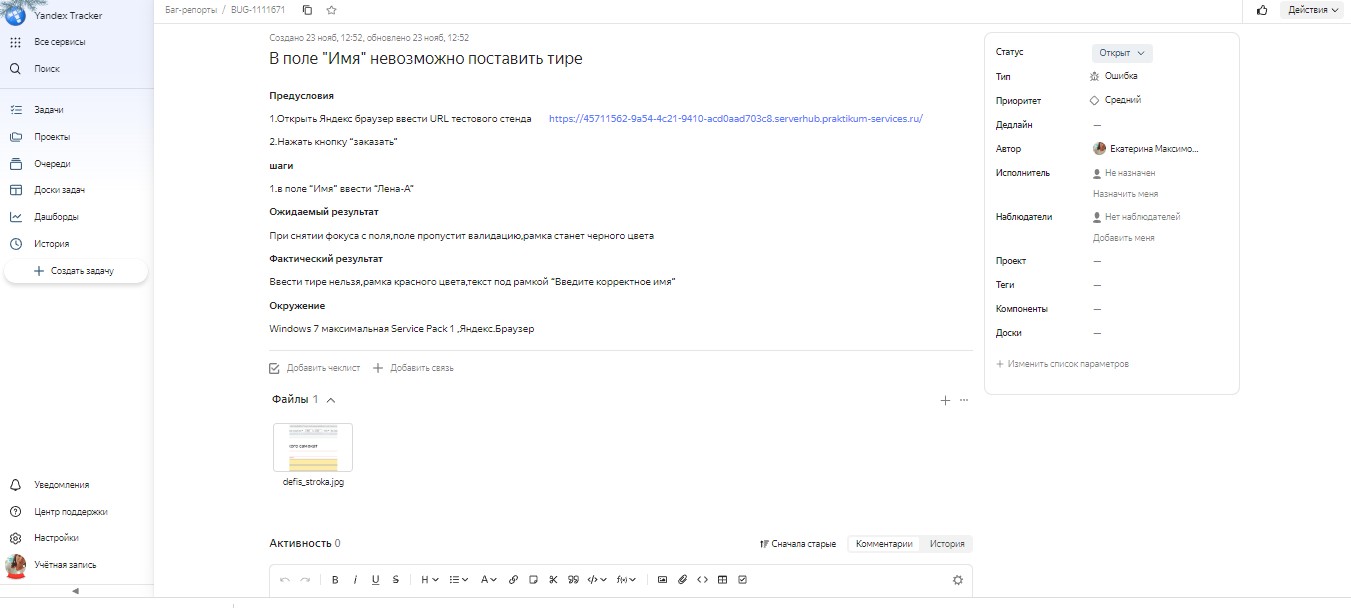 Yandex Tracker
Все сервисы
Поиск
Задачи
Проекты
Очереди
Доски задач
Дашборды
История
Создать задачу
Уведомления
Центр поддержки
Настройки
Учётная запись
Баг-репорты / BUG-1111671
Действия
Создано 23 нояб, 12:52, обновлено 23 нояб, 12:52
В поле "Имя" невозможно поставить тире
Предусловия
1.Открыть Яндекс браузер ввести URL тестового стенда https://45711562-9a54-4c21-9410-acd0aad703c8.serverhub.praktikum-services.ru/
2.Нажать кнопку “заказать”
шаги
1.в поле “Имя” ввести “Лена-А”
Ожидаемый результат
При снятии фокуса с поля,поле пропустит валидацию,рамка станет черного цвета
Фактический результат
Ввести тире нельзя,рамка красного цвета,текст под рамкой “Введите корректное имя”
Окружение
Windows 7 максимальная Service Pack 1 ,Яндекс.Браузер
Добавить чеклист Добавить связь
Файлы 1
defis_stroka.jpg
Активность 0
Сначала старые Комментарии История
Статус Открыт
Тип Ошибка
Приоритет Средний
Дедлайн —
Автор Екатерина Максимо...
Исполнитель Не назначен
Назначить меня
Наблюдатели Нет наблюдателей
Добавить меня
Проект —
Теги —
Компоненты —
Доски —
Изменить список параметров